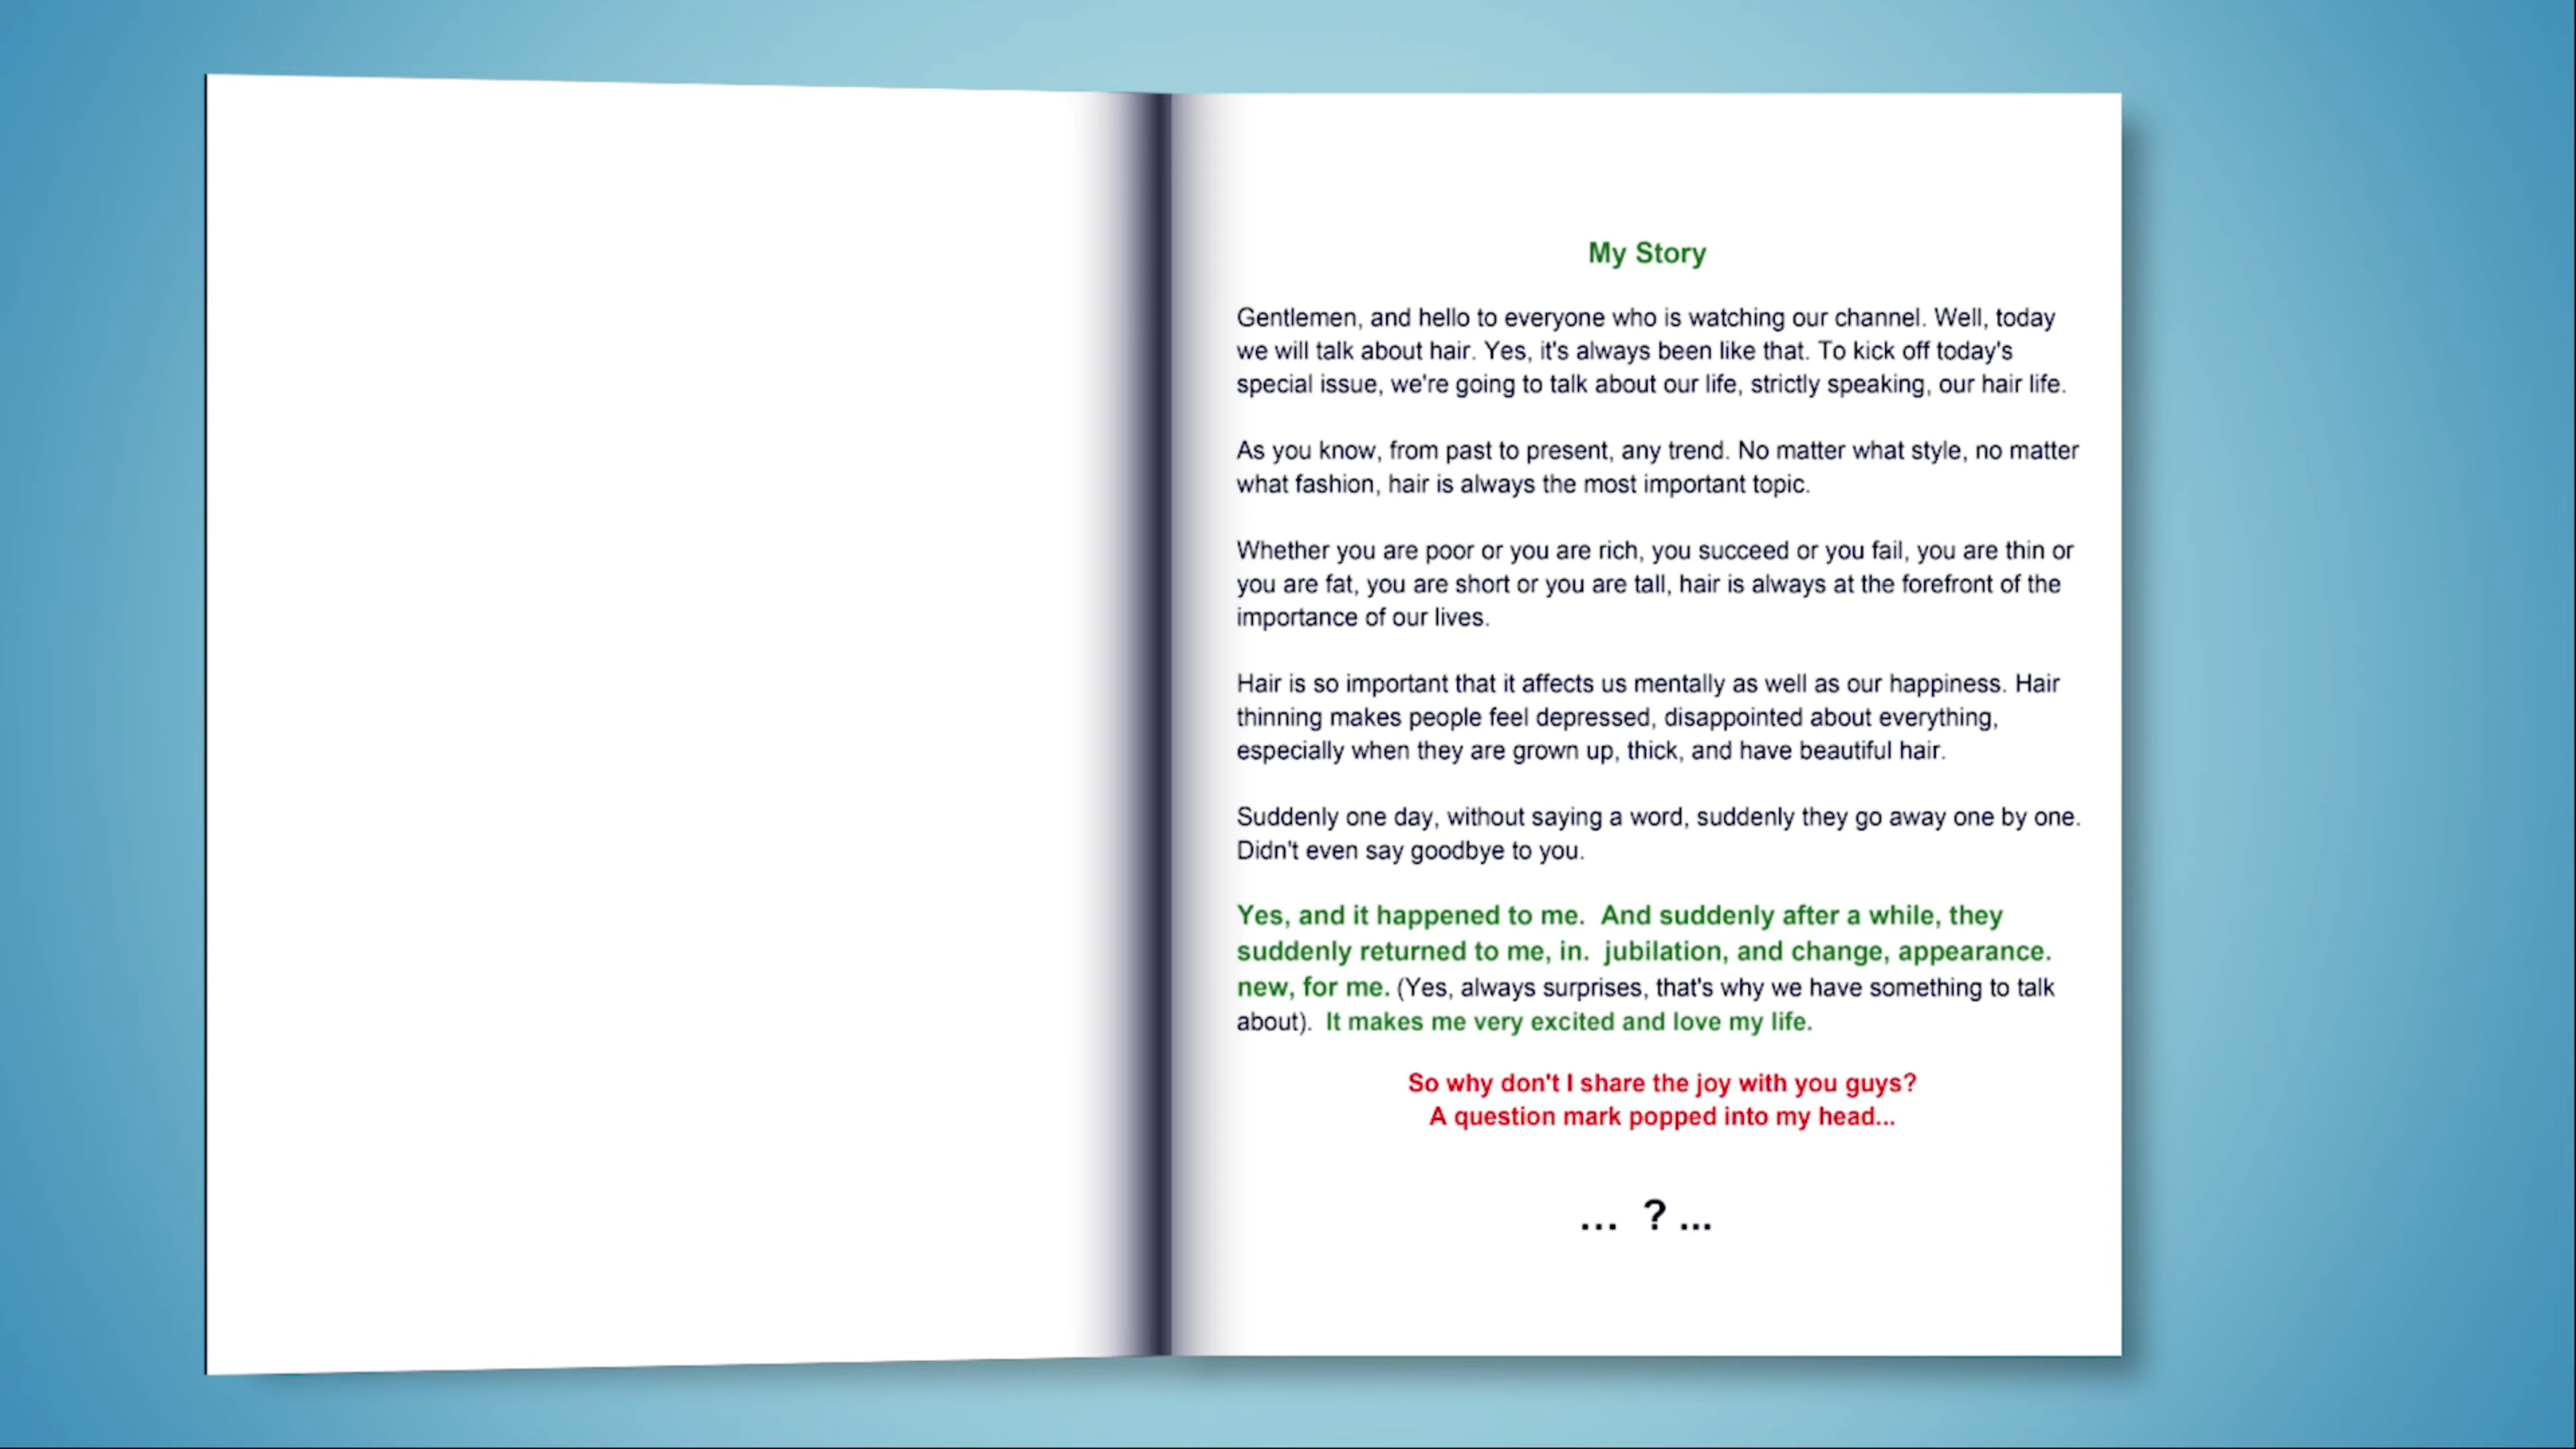 My Story
Gentlemen, and hello to everyone who is watching our channel. Well, today
we will talk about hair. Yes, it's always been like that. To kick off today's
special issue, we're going to talk about our life, strictly speaking, our hair life.
As you know, from past to present, any trend. No matter what style, no matter
what fashion, hair is always the most important topic.
Whether you are poor or you are rich, you succeed or you fail, you are thin or
you are fat, you are short or you are tall, hair is always at the forefront of the
importance of our lives.
Hair is so important that it affects us mentally as well as our happiness. Hair
thinning makes people feel depressed, disappointed about everything,
especially when they are grown up, thick, and have beautiful hair.
Suddenly one day, without saying a word, suddenly they go away one by one.
Didn't even say goodbye to you.
Yes, and it happened to me.  And suddenly after a while, they
suddenly returned to me, in.  jubilation, and change, appearance.
new, for me. (Yes, always surprises, that's why we have something to talk
about).  It makes me very excited and love my life.
So why don't I share the joy with you guys?
A question mark popped into my head...
...  ? ...